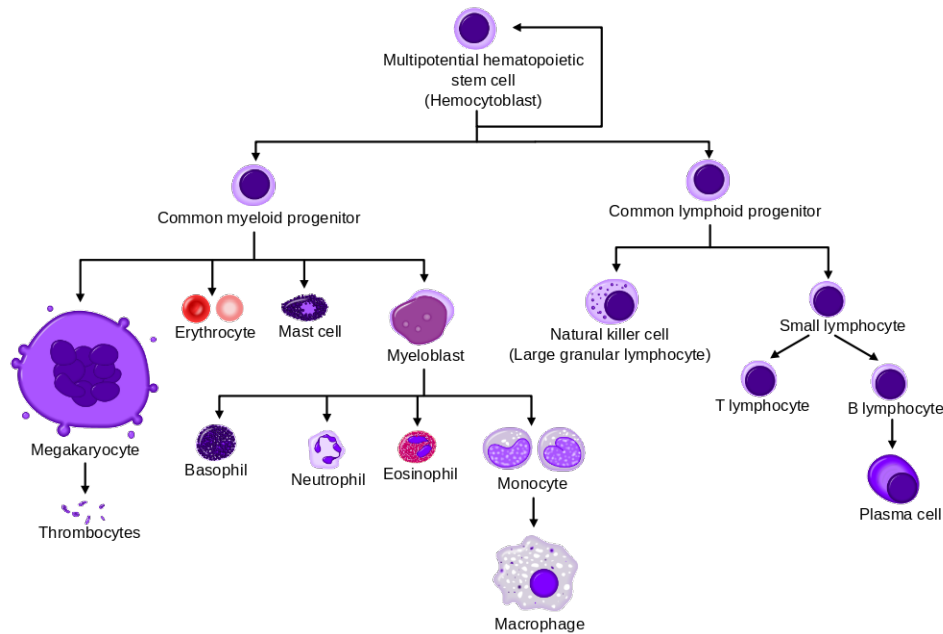 Multipotential hematopoietic
stem cell
(Hemocytoblast)
Common myeloid progenitor
Common lymphoid progenitor
Erythrocyte
Mast cell
Myeloblast
Natural killer cell
(Large granular lymphocyte)
Small lymphocyte
T lymphocyte
B lymphocyte
Megakaryocyte
Basophil
Neutrophil
Eosinophil
Monocyte
Plasma cell
Thrombocytes
Macrophage